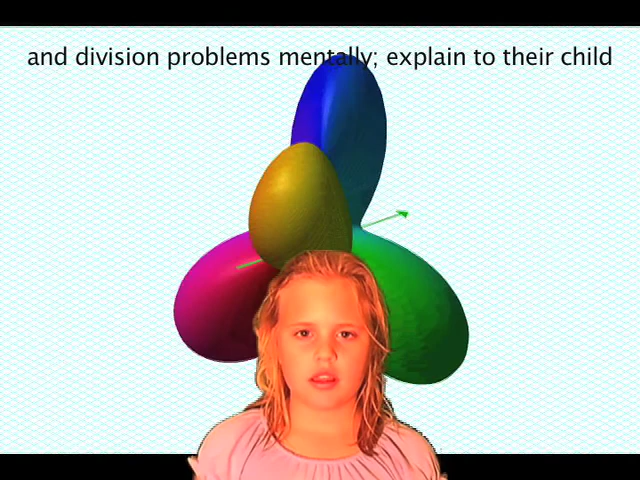 and division problems mentally; explain to their child